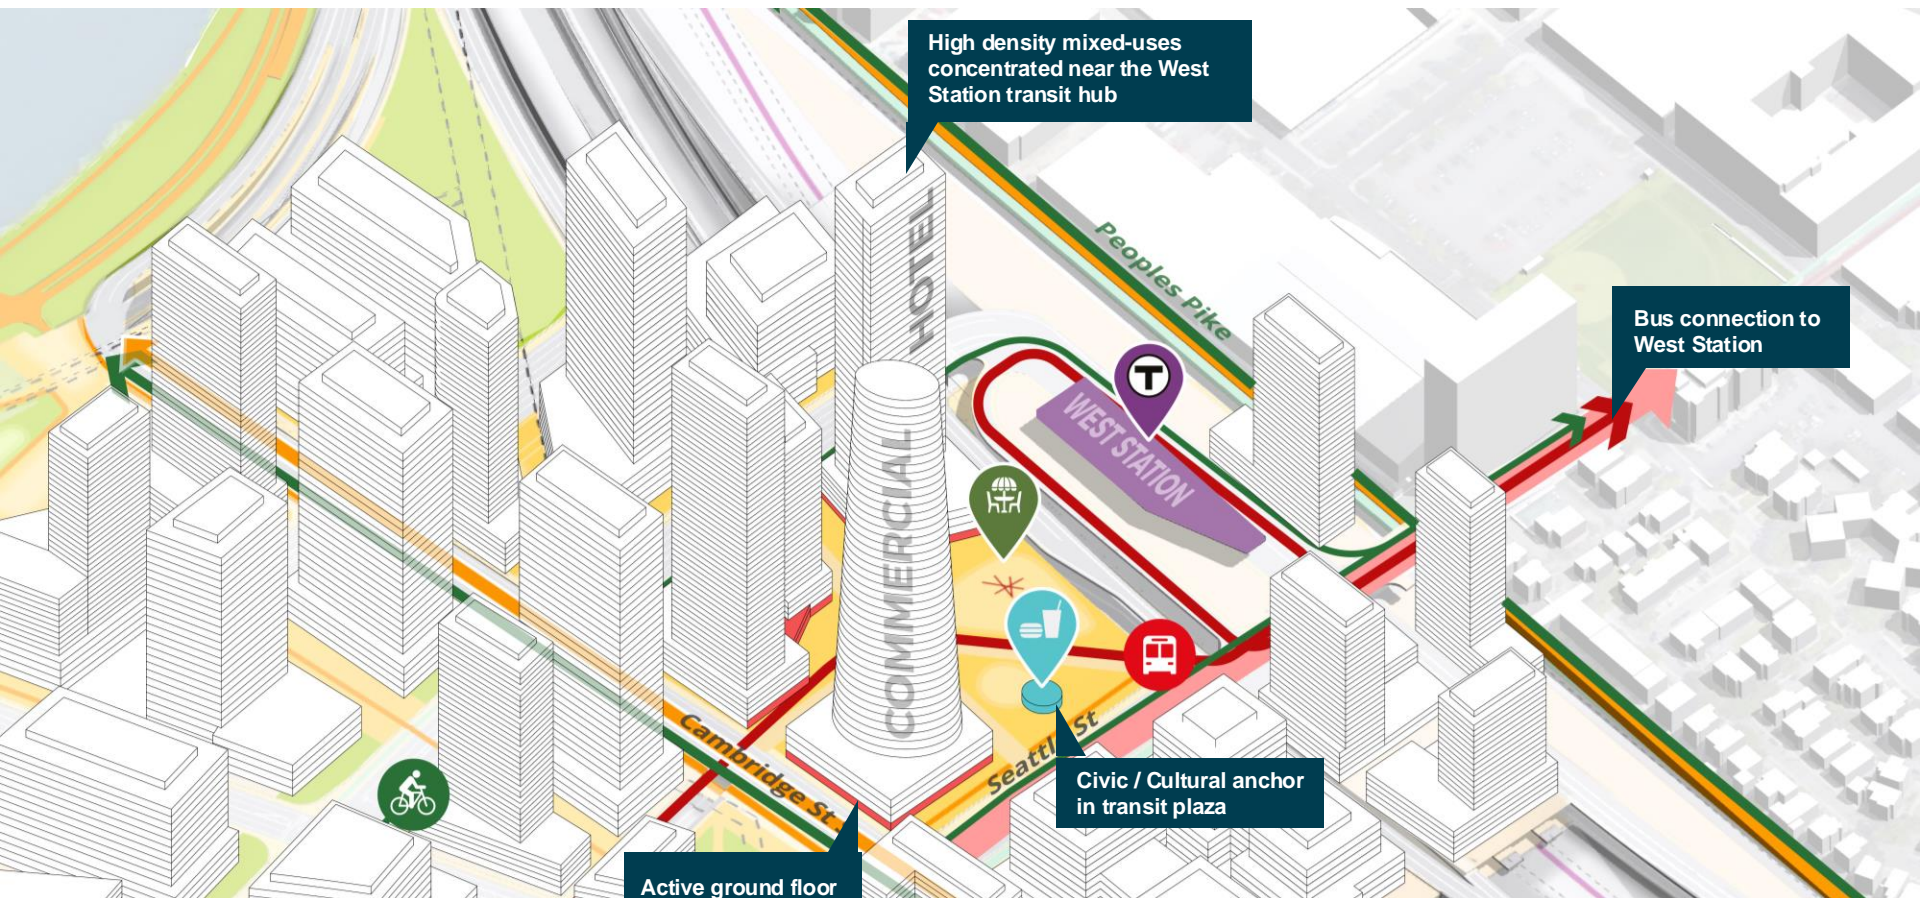 High density mixed-uses
concentrated near the West
Station transit hub
HOTEL
Peoples Pike
Bus connection to
West Station
T
WEST STATION
COMMERCIAL
Cambridge St
Seattle St
Civic / Cultural anchor
in transit plaza
Active ground floor